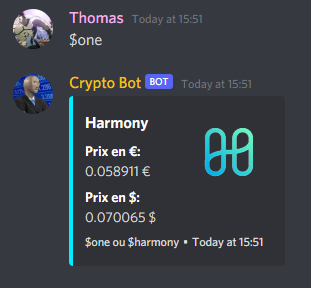 Thomas Today at 15:51
$one
Crypto Bot BOT Today at 15:51
Harmony
Prix en €:
0.058911 €
Prix en $:
0.070065 $
$one ou $harmony • Today at 15:51